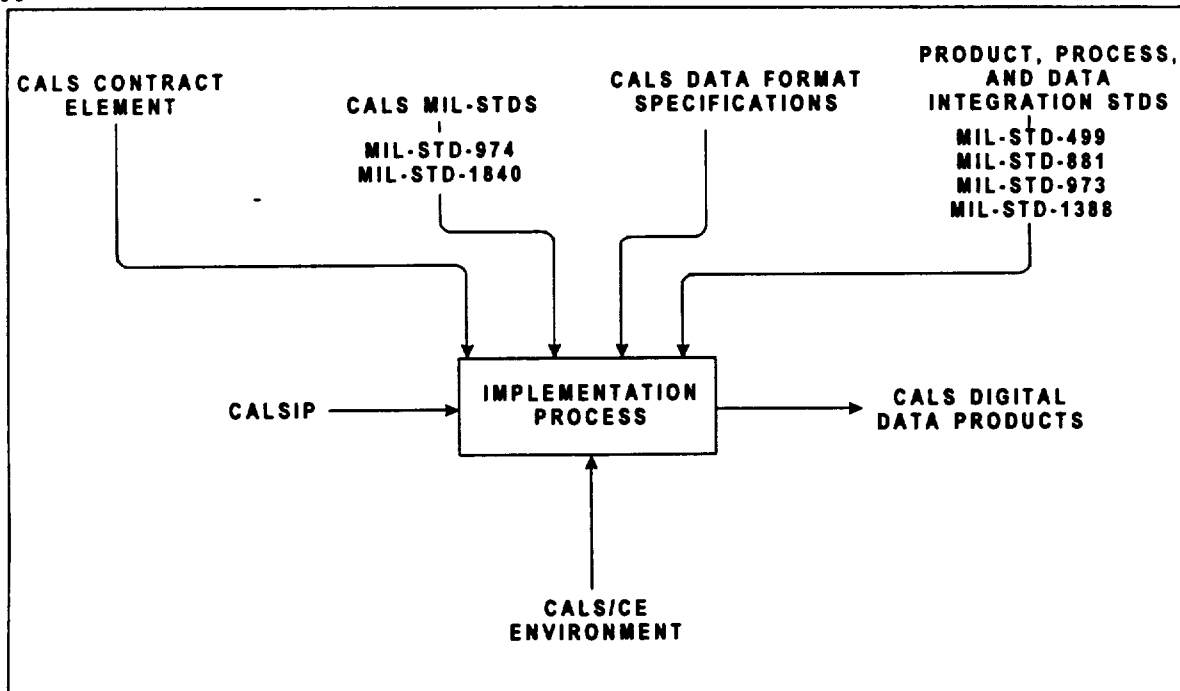 CALS CONTRACT
ELEMENT
CALS MIL-STDS
MIL-STD-974
MIL-STD-1840
CALS DATA FORMAT
SPECIFICATIONS
PRODUCT, PROCESS,
AND DATA
INTEGRATION STDS
MIL-STD-499
MIL-STD-881
MIL-STD-973
MIL-STD-1388
CALSIP
IMPLEMENTATION
PROCESS
CALS DIGITAL
DATA PRODUCTS
CALS/CE
ENVIRONMENT